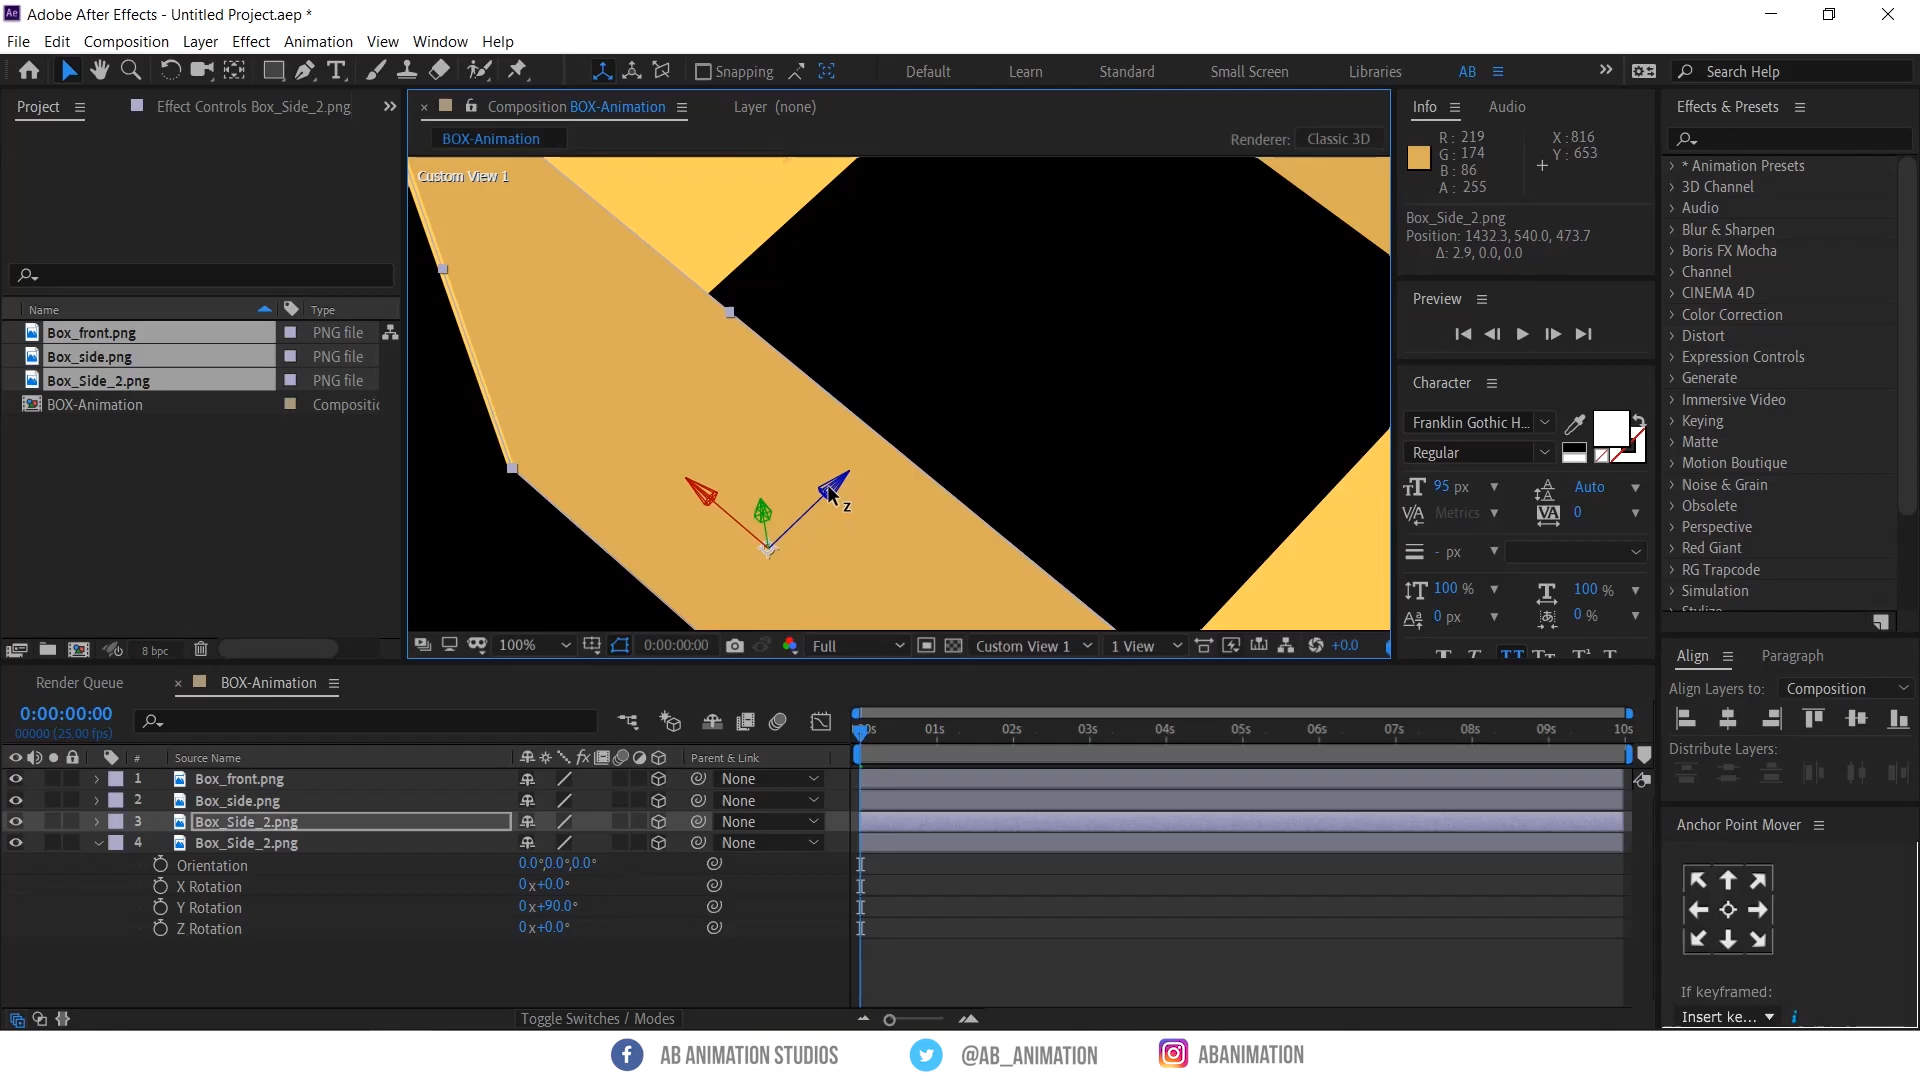 Adobe After Effects - Untitled Project.aep *
File Edit Composition Layer Effect Animation View Window Help
Snapping Default Learn Standard Small Screen Libraries AB Search Help
Project Effect Controls Box_Side_2.png
Composition BOX-Animation Layer (none)
BOX-Animation Renderer: Classic 3D
Custom View 1
Z
Name Type
Box_front.png PNG file
Box_side.png PNG file
Box_Side_2.png PNG file
BOX-Animation Compositic
8 bpc
100% 0:00:00:00 Full Custom View 1 1 View +0.0
Info Audio
R: 219 X: 816
G: 174 Y: 653
B: 86
A: 255
Box_Side_2.png
Position: 1432.3, 540.0, 473.7
Δ: 2.9, 0.0, 0.0
Preview
Character
Franklin Gothic H...
Regular
95 px Auto
Metrics 0
- px
100 % 100 %
0 px 0 %
Effects & Presets
* Animation Presets
3D Channel
Audio
Blur & Sharpen
Boris FX Mocha
Channel
CINEMA 4D
Color Correction
Distort
Expression Controls
Generate
Immersive Video
Keying
Matte
Motion Boutique
Noise & Grain
Obsolete
Perspective
Red Giant
RG Trapcode
Simulation
Stylize
Align Paragraph
Align Layers to: Composition
Distribute Layers:
Anchor Point Mover
If keyframed:
Insert ke...
Render Queue BOX-Animation
0:00:00:00
00000 (25.00 fps)
00s 01s 02s 03s 04s 05s 06s 07s 08s 09s 10s
# Source Name Parent & Link
1 Box_front.png None
2 Box_side.png None
3 Box_Side_2.png None
4 Box_Side_2.png None
Orientation 0.0°,0.0°,0.0°
X Rotation 0x+0.0°
Y Rotation 0x+90.0°
Z Rotation 0x+0.0°
Toggle Switches / Modes
AB ANIMATION STUDIOS @AB_ANIMATION ABANIMATION